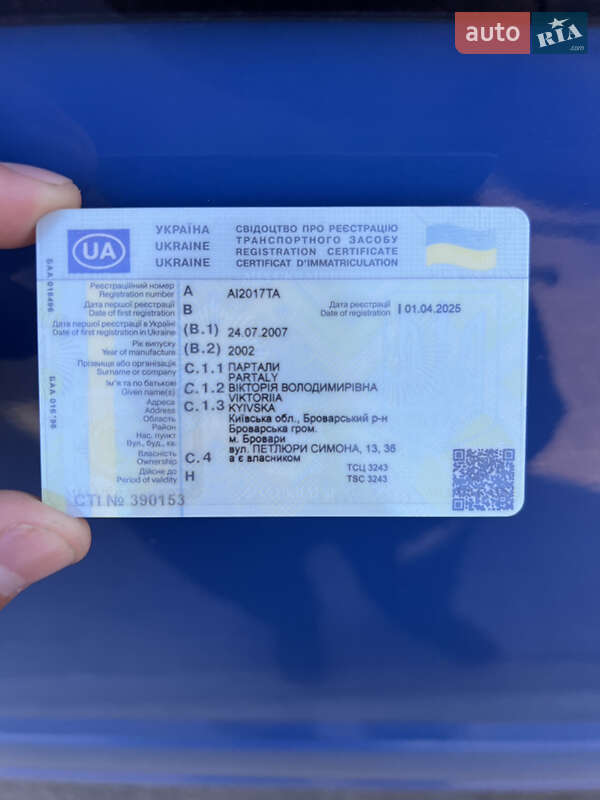 auto RIA .com
УКРАЇНА
UKRAINE
UKRAINE
СВІДОЦТВО ПРО РЕЄСТРАЦІЮ
ТРАНСПОРТНОГО ЗАСОБУ
REGISTRATION CERTIFICATE
CERTIFICAT D'IMMATRICULATION
UA
Реєстраційний номер
Registration number A AI2017TA
Дата першої реєстрації
Date of first registration B
Дата реєстрації
Date of registration I 01.04.2025
Дата першої реєстрації в Україні
Date of first registration in Ukraine (B.1) 24.07.2007
Рік випуску
Year of manufacture (B.2) 2002
Прізвище або організація
Surname or company C.1.1 ПАРТАЛИ
PARTALY
Ім'я та по батькові
Given name(s) C.1.2 ВІКТОРІЯ ВОЛОДИМИРІВНА
VIKTORIIA
Адреса
Address C.1.3 KYIVSKA
Область Київська обл., Броварський р-н
Район Броварська гром.
Нас. пункт м. Бровари
Вул., буд., кв. вул. ПЕТЛЮРИ СИМОНА, 13, 36
Власність
Ownership C.4 а є власником
Дійсне до
Period of validity H
ТСЦ 3243
TSC 3243
СТІ № 390153